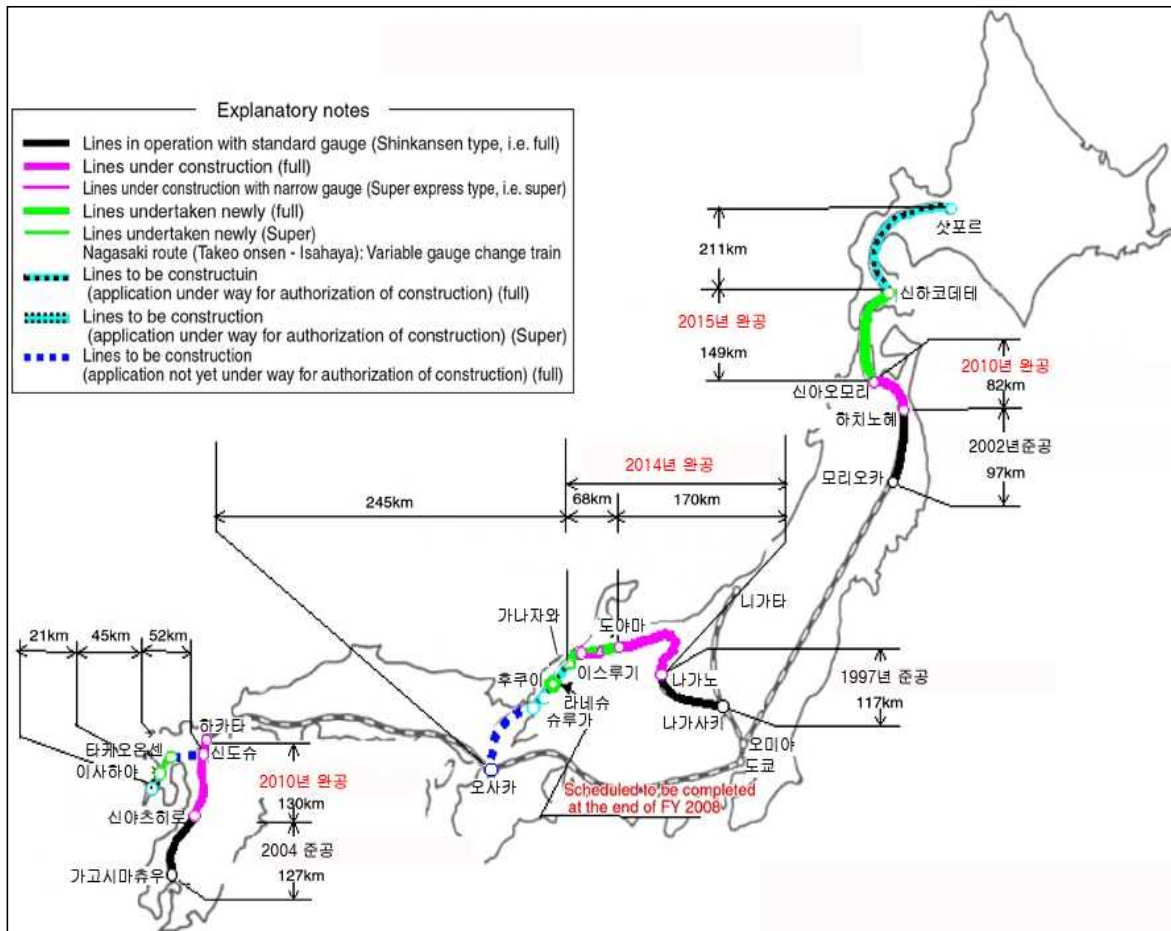 Explanatory notes
Lines in operation with standard gauge (Shinkansen type, i.e. full)
Lines under construction (full)
Lines under construction with narrow gauge (Super express type, i.e. super)
Lines undertaken newly (full)
Lines undertaken newly (Super)
Nagasaki route (Takeo onsen - Isahaya): Variable gauge change train
Lines to be constructuin
(application under way for authorization of construction) (full)
Lines to be construction
(application under way for authorization of construction) (Super)
Lines to be construction
(application not yet under way for authorization of construction) (full)
삿포르
211km
신하코데테
2015년 완공
149km
2010년 완공
82km
신아오모리
하치노혜
2002년준공
97km
모리오카
2014년 완공
245km
68km
170km
니가타
가나자와
도야마
이스루기
후쿠이
라네슈
슈루가
나가노
1997년 준공
117km
나가사키
오미야
도쿄
오사카
Scheduled to be completed
at the end of FY 2008
21km
45km
52km
하카타
타케오온센
신도슈
이사하야
2010년 완공
130km
신야츠히로
2004 준공
127km
가고시마츄우